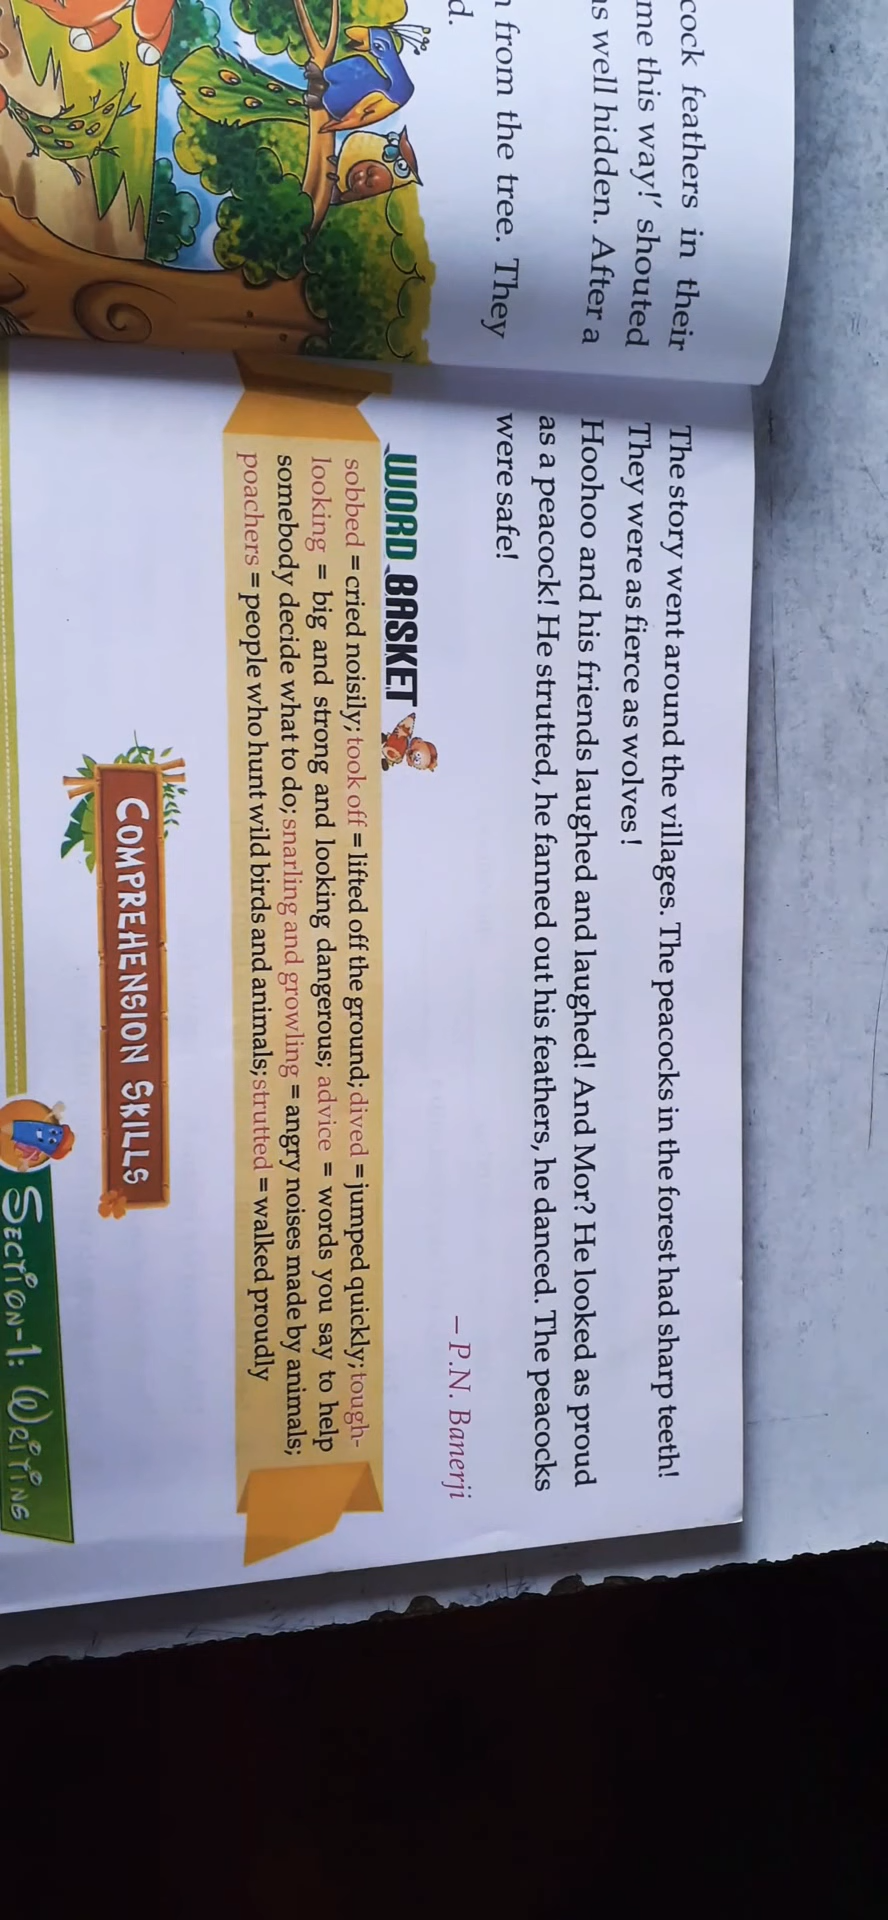 cock feathers in their
me this way!' shouted
as well hidden. After a
from the tree. They
d.
The story went around the villages. The peacocks in the forest had sharp teeth!
They were as fierce as wolves!
Hoohoo and his friends laughed and laughed! And Mor? He looked as proud
as a peacock! He strutted, he fanned out his feathers, he danced. The peacocks
were safe!
– P.N. Banerji
WORD BASKET
sobbed = cried noisily; took off = lifted off the ground; dived = jumped quickly; tough-
looking = big and strong and looking dangerous; advice = words you say to help
somebody decide what to do; snarling and growling = angry noises made by animals;
poachers = people who hunt wild birds and animals; strutted = walked proudly
COMPREHENSION SKILLS
SECTION-1: WRITING